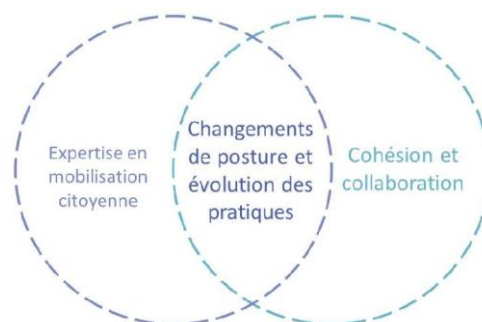 Expertise en
mobilisation
citoyenne
Changements
de posture et
évolution des
pratiques
Cohésion et
collaboration